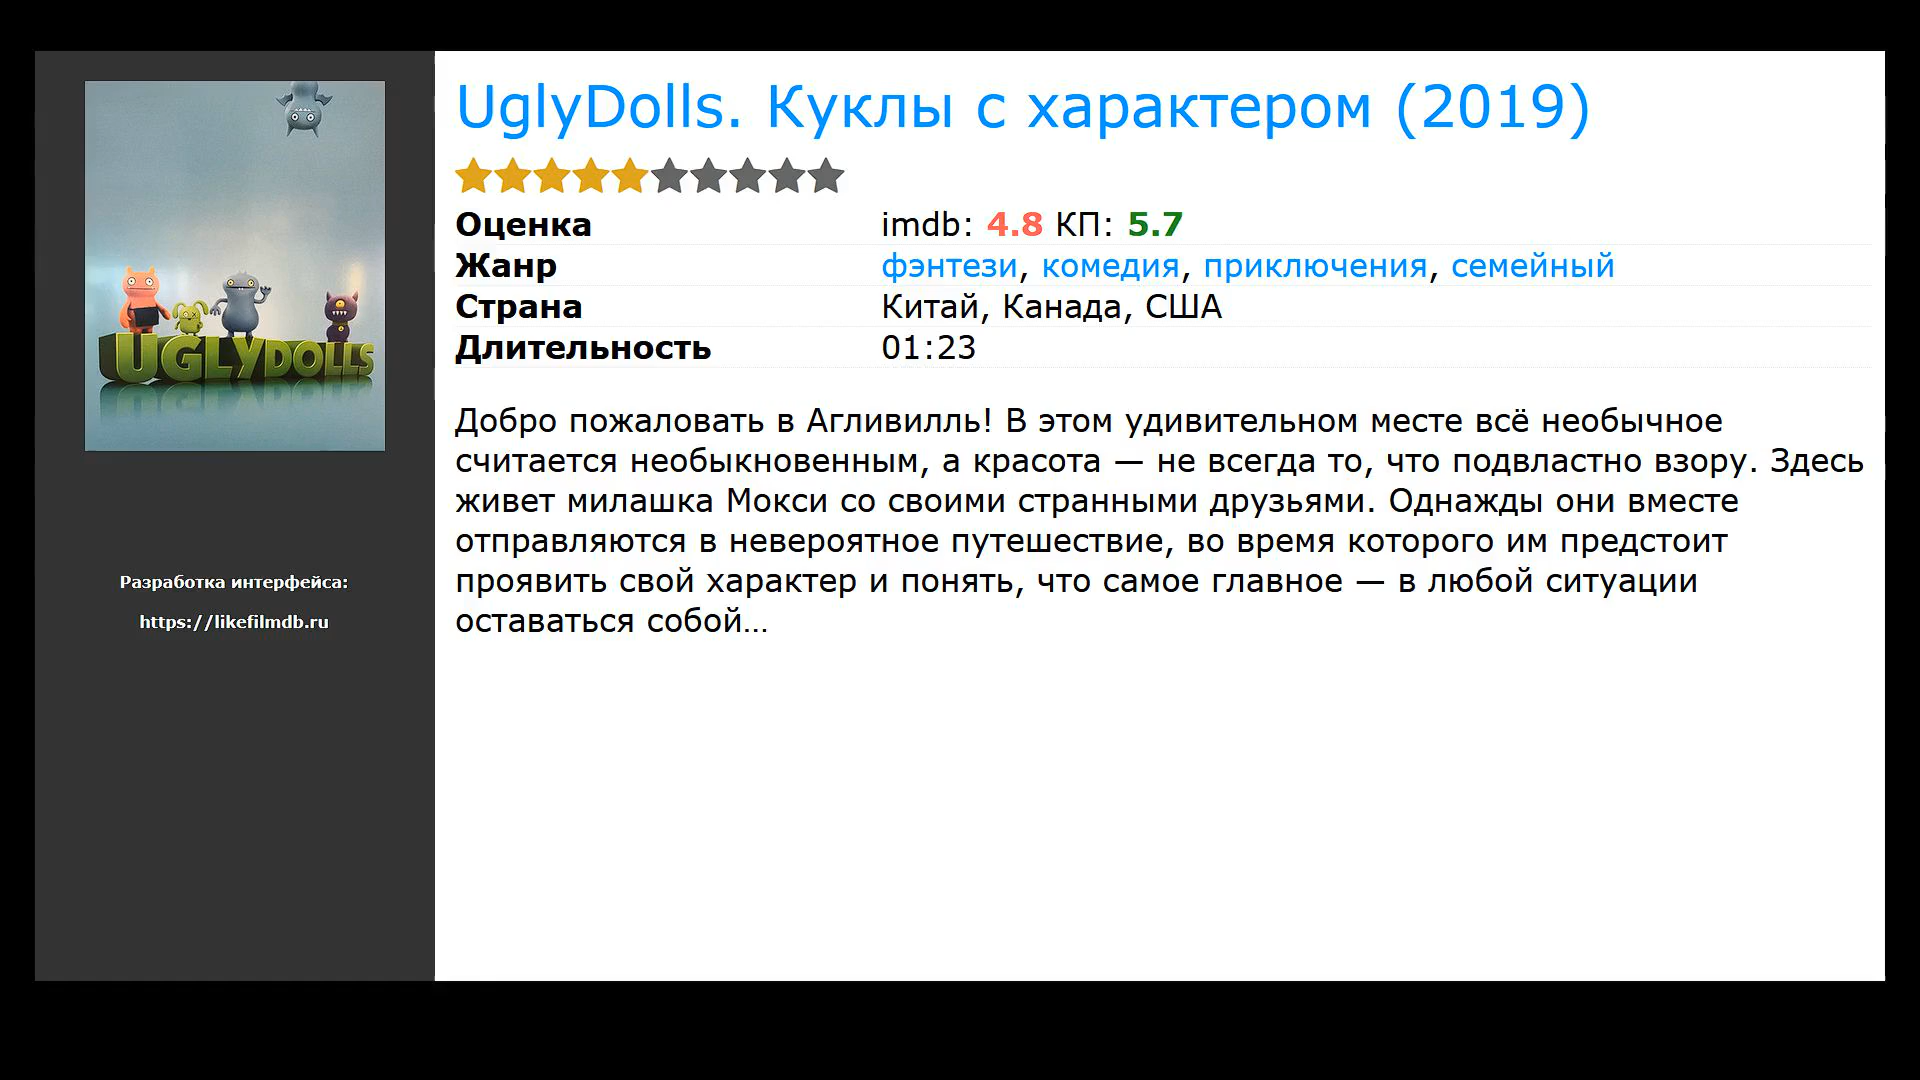 UglyDolls. Куклы с характером (2019)
Оценка imdb: 4.8 КП: 5.7
Жанр фэнтези, комедия, приключения, семейный
Страна Китай, Канада, США
Длительность 01:23
Добро пожаловать в Агливилль! В этом удивительном месте всё необычное
считается необыкновенным, а красота — не всегда то, что подвластно взору. Здесь
живет милашка Мокси со своими странными друзьями. Однажды они вместе
отправляются в невероятное путешествие, во время которого им предстоит
проявить свой характер и понять, что самое главное — в любой ситуации
оставаться собой...
UGLYDOLLS
Разработка интерфейса:
https://likefilmdb.ru